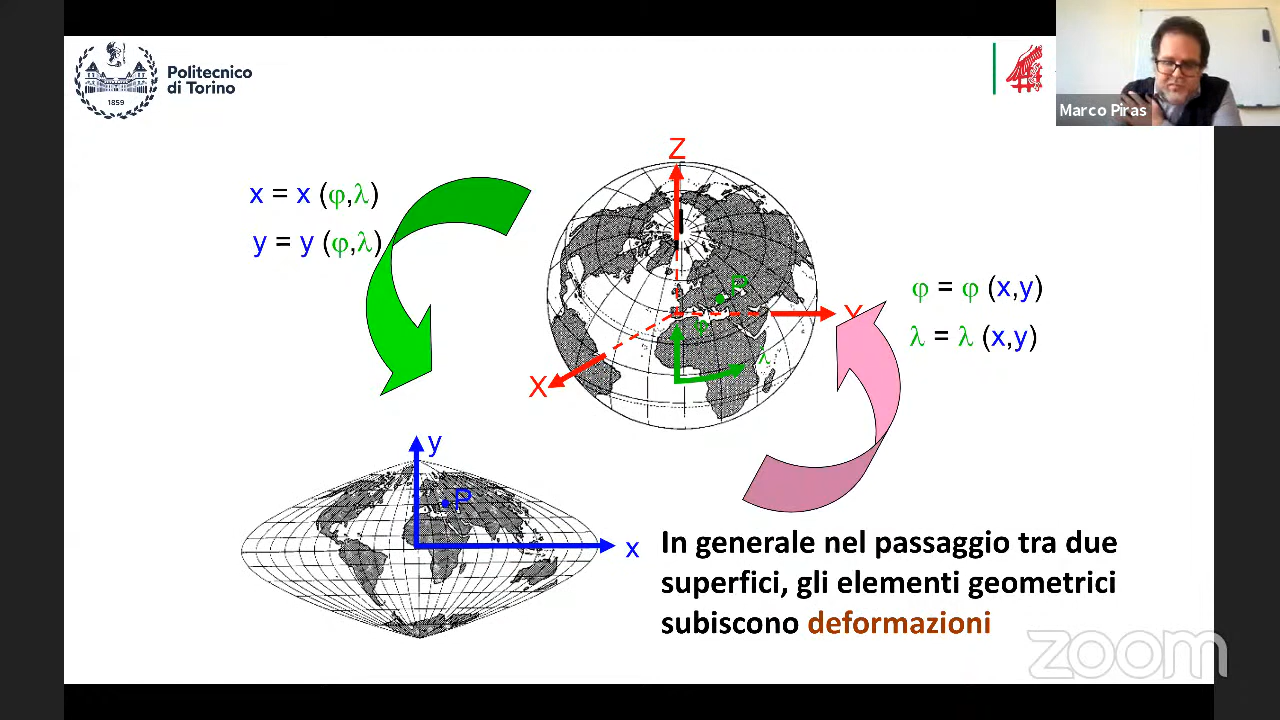 Politecnico
di Torino
1859
Marco Piras
Z
x = x (φ,λ)
y = y (φ,λ)
P
φ = φ (x,y)
Y
φ
λ = λ (x,y)
λ
X
y
P
x
In generale nel passaggio tra due
superfici, gli elementi geometrici
subiscono deformazioni
zoom